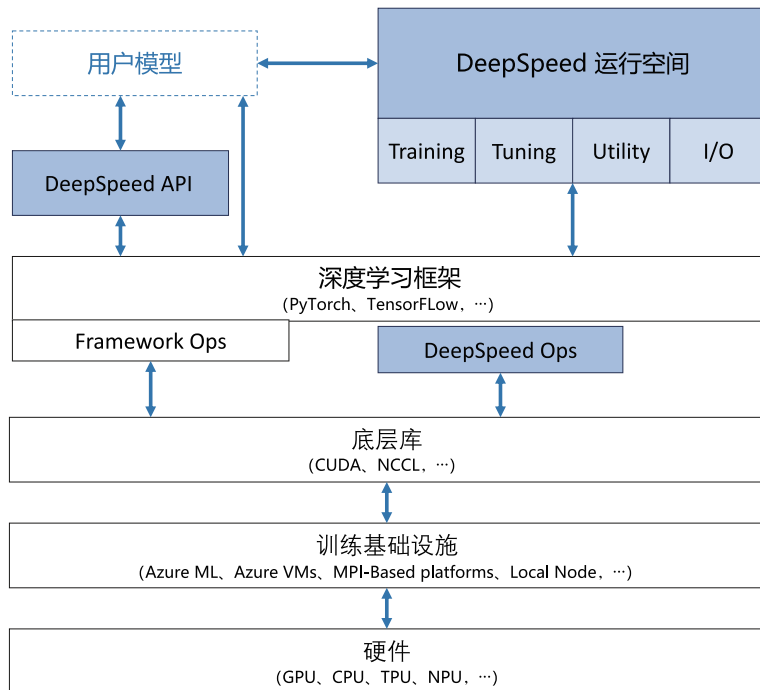 用户模型
DeepSpeed 运行空间
Training
Tuning
Utility
I/O
DeepSpeed API
深度学习框架
(PyTorch、TensorFLow，…)
Framework Ops
DeepSpeed Ops
底层库
(CUDA、NCCL，…)
训练基础设施
(Azure ML、Azure VMs、MPI-Based platforms、Local Node，…)
硬件
(GPU、CPU、TPU、NPU，…)